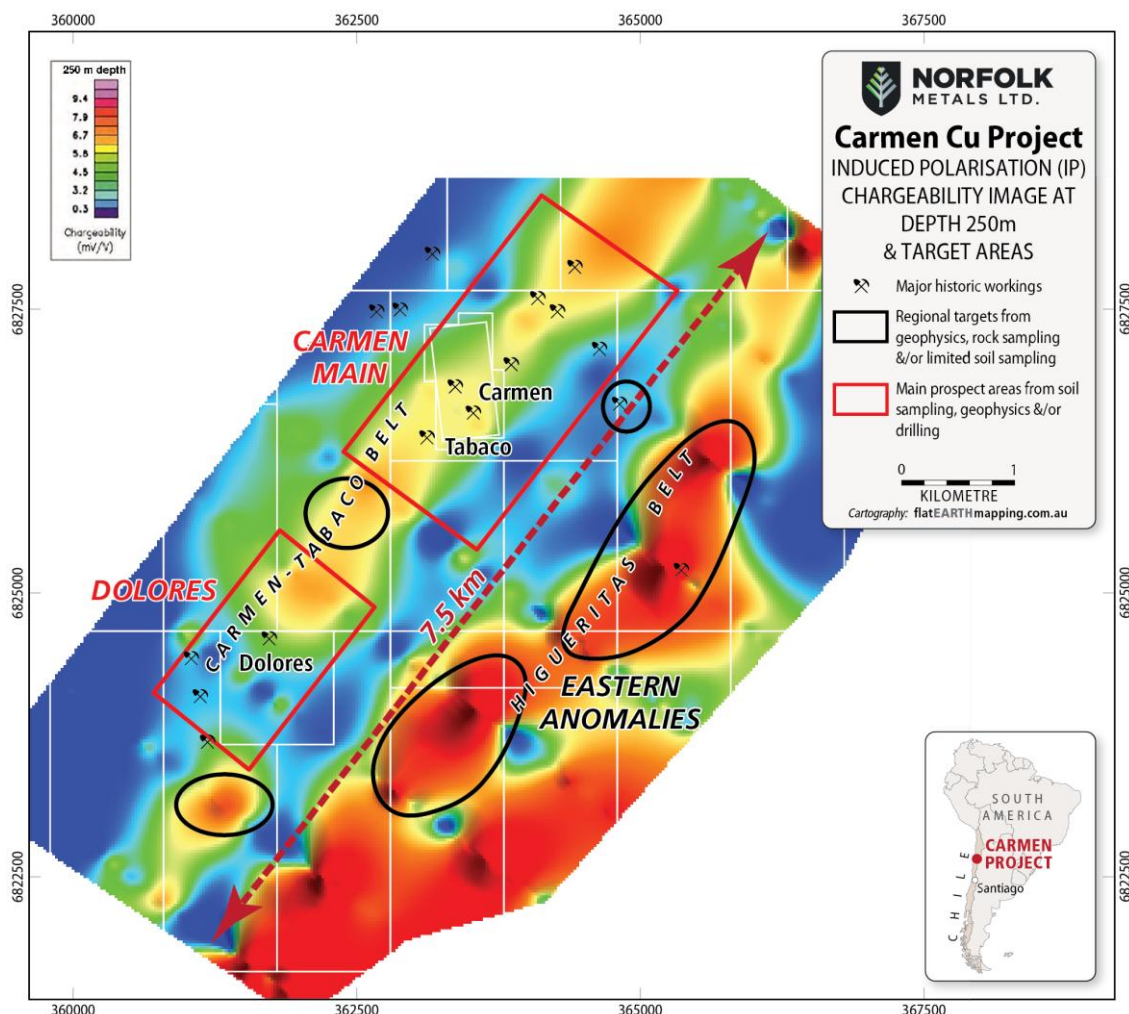 360000
362500
365000
367500
250 m depth
9.4
7.9
6.7
5.8
4.5
3.2
0.3
Chargeability
(mV/V)
NORFOLK
METALS LTD.
Carmen Cu Project
INDUCED POLARISATION (IP)
CHARGEABILITY IMAGE AT
DEPTH 250m
& TARGET AREAS
Major historic workings
Regional targets from
geophysics, rock sampling
&/or limited soil sampling
Main prospect areas from soil
sampling, geophysics &/or
drilling
0 1
KILOMETRE
Cartography: flatEARTHmapping.com.au
6827500
6827500
CARMEN
MAIN
Carmen
Tabaco
CARMEN-TABACO BELT
HIGUERITAS BELT
7.5 km
6825000
6825000
DOLORES
Dolores
EASTERN
ANOMALIES
SOUTH
AMERICA
CARMEN
PROJECT
Santiago
CHILE
6822500
6822500
360000
362500
365000
367500